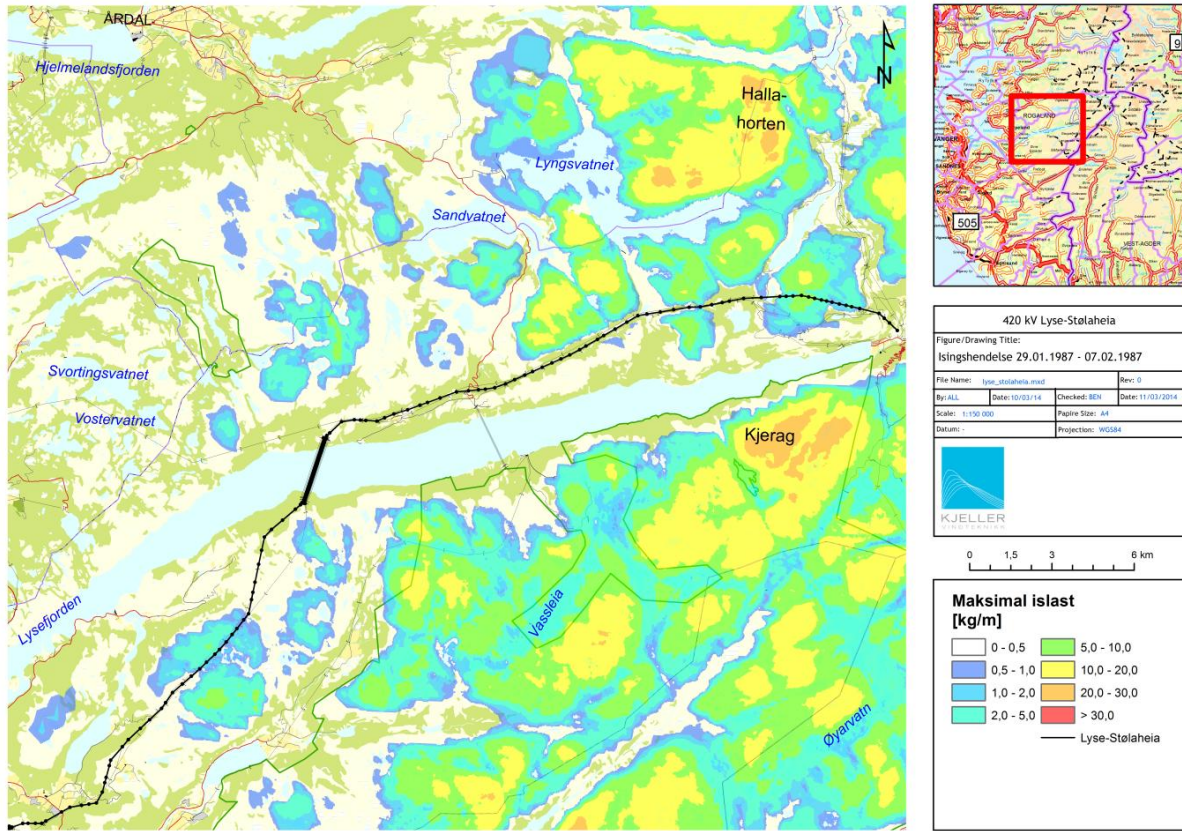 ÅRDAL
Hjelmelandsfjorden
Halla-
horten
N
Lyngsvatnet
Sandvatnet
Svortingsvatnet
Vostervatnet
Kjerag
Vassleia
Lysefjorden
Øyarvatn
ROGALAND
505
9
VEST-AGDER
420 kV Lyse-Stølaheia
Figure/Drawing Title:
Isingshendelse 29.01.1987 - 07.02.1987
File Name: lyse_stolaheia.mxd Rev: 0
By: ALL Date: 10/03/14 Checked: BEN Date: 11/03/2014
Scale: 1:150 000 Papire Size: A4
Datum: - Projection: WGS84
KJELLER
VINDTEKNIKK
0 1,5 3 6 km
Maksimal islast
[kg/m]
0 - 0,5 5,0 - 10,0
0,5 - 1,0 10,0 - 20,0
1,0 - 2,0 20,0 - 30,0
2,0 - 5,0 > 30,0
Lyse-Stølaheia